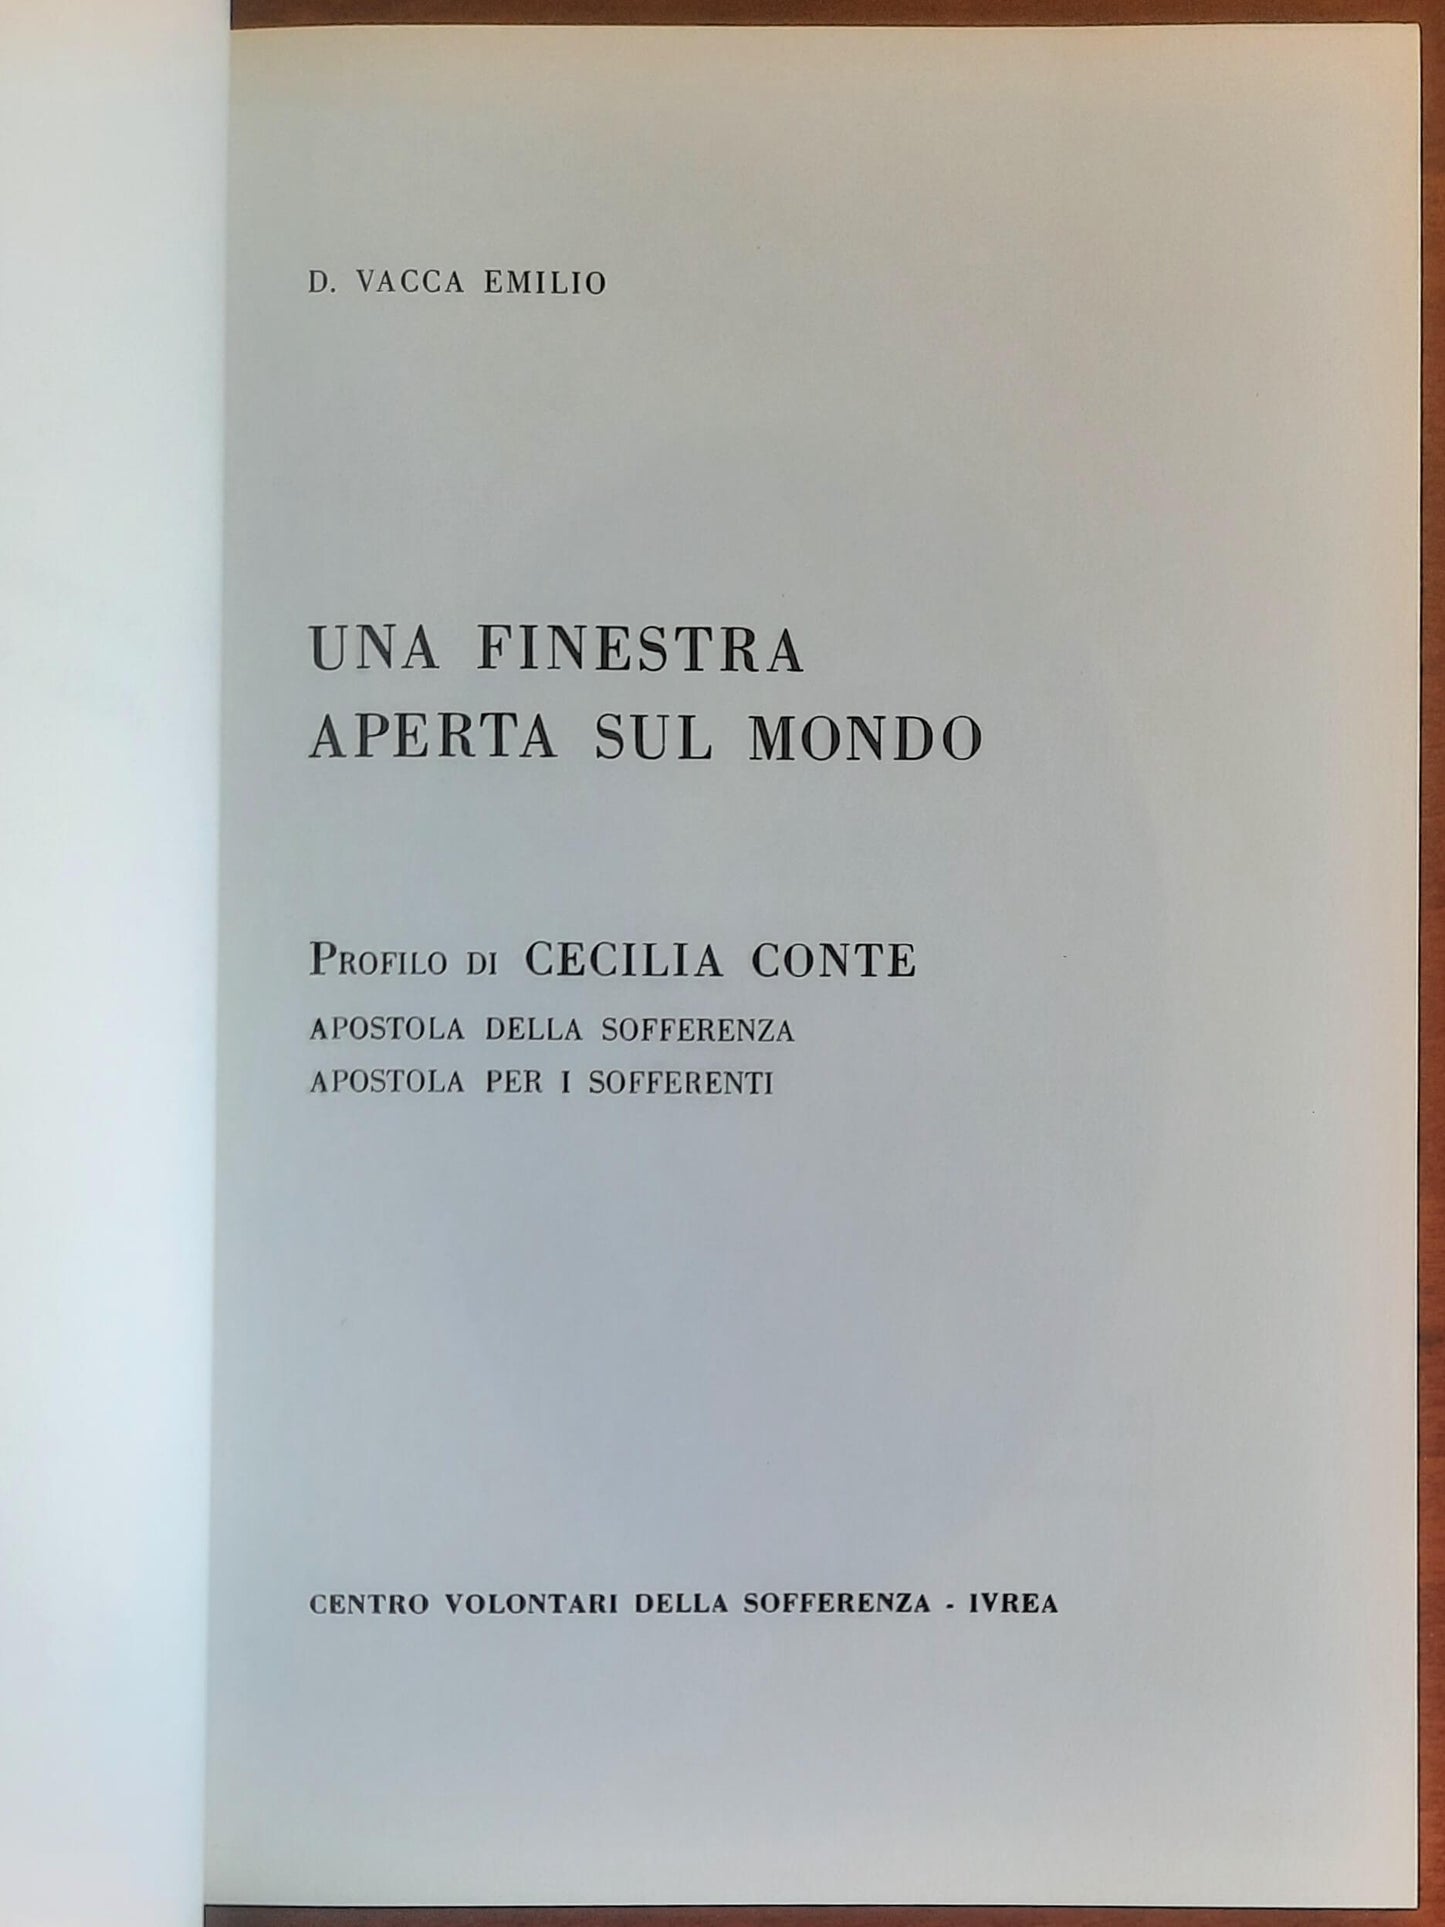 D. VACCA EMILIO
UNA FINESTRA
APERTA SUL MONDO
PROFILO DI CECILIA CONTE
APOSTOLA DELLA SOFFERENZA
APOSTOLA PER I SOFFERENTI
CENTRO VOLONTARI DELLA SOFFERENZA - IVREA